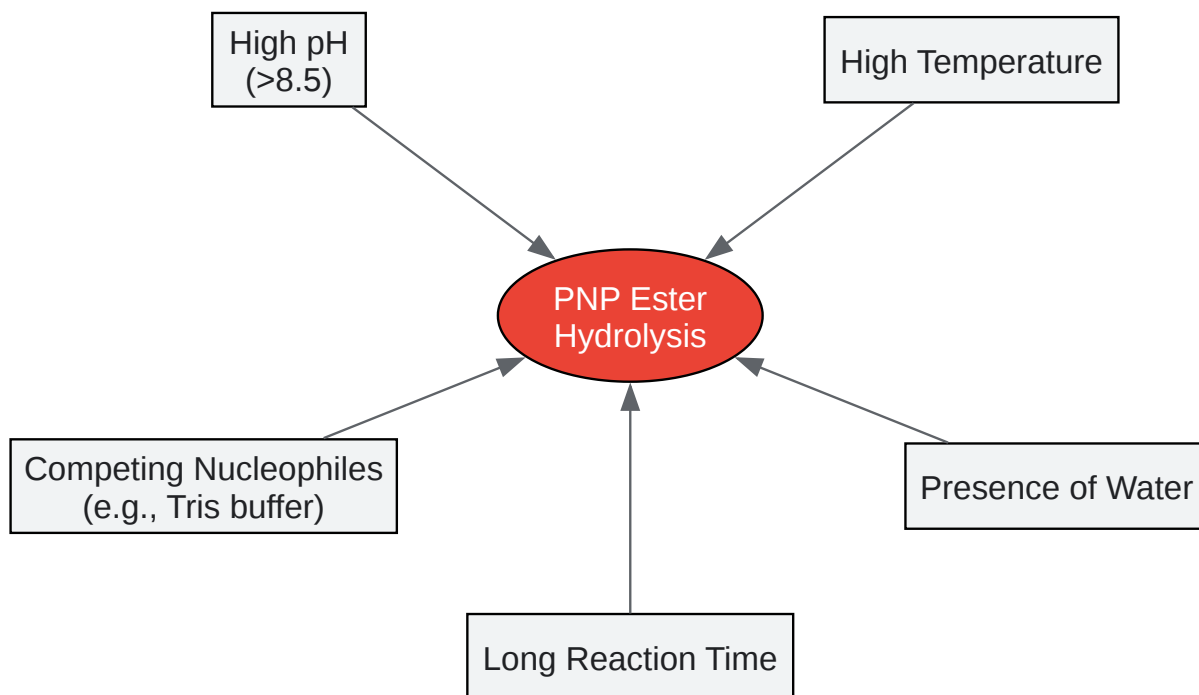 High pH
(>8.5)
High Temperature
PNP Ester
Hydrolysis
Competing Nucleophiles
(e.g., Tris buffer)
Presence of Water
Long Reaction Time